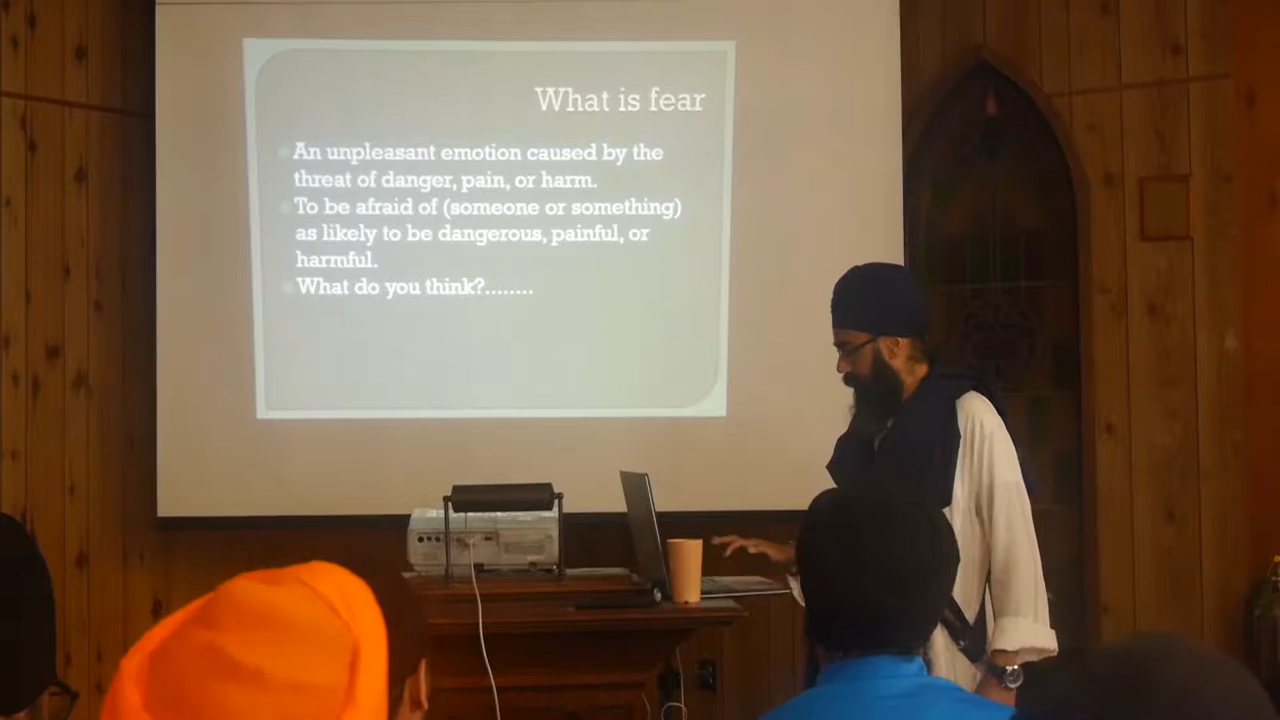 What is fear
An unpleasant emotion caused by the
threat of danger, pain, or harm.
To be afraid of (someone or something)
as likely to be dangerous, painful, or
harmful.
What do you think?........